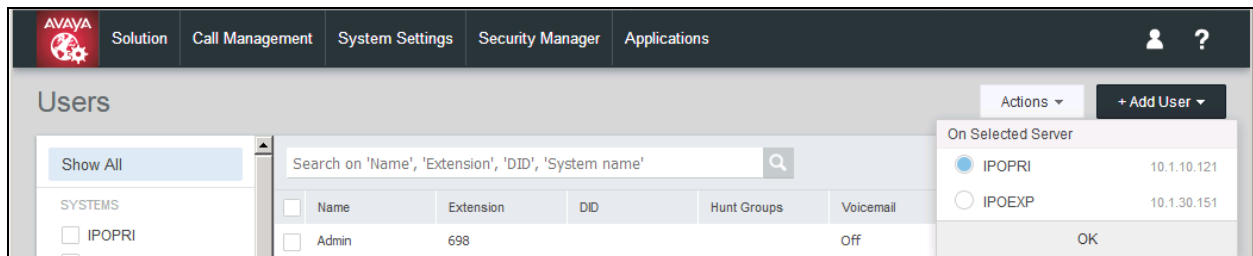 AVAYA
Solution Call Management System Settings Security Manager Applications ?
Users Actions + Add User
On Selected Server
Show All Search on 'Name', 'Extension', 'DID', 'System name' IPOPRI 10.1.10.121
SYSTEMS Name Extension DID Hunt Groups Voicemail IPOEXP 10.1.30.151
IPOPRI Admin 698 Off OK